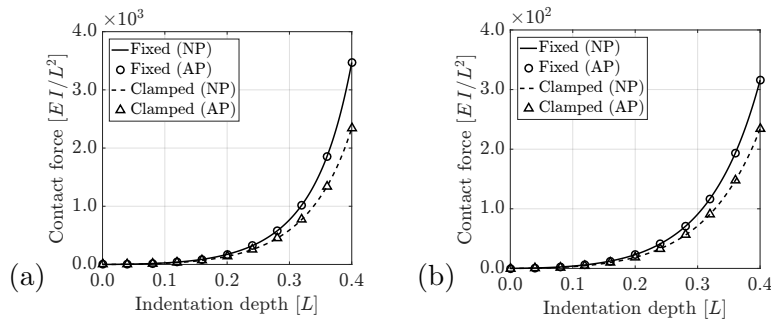 ×10³
4.0
3.0
2.0
1.0
0.0
Contact force [E I/L²]
Fixed (NP)
Fixed (AP)
Clamped (NP)
Clamped (AP)
0.0 0.1 0.2 0.3 0.4
Indentation depth [L]
(a)
×10²
4.0
3.0
2.0
1.0
0.0
Contact force [E I/L²]
Fixed (NP)
Fixed (AP)
Clamped (NP)
Clamped (AP)
0.0 0.1 0.2 0.3 0.4
Indentation depth [L]
(b)